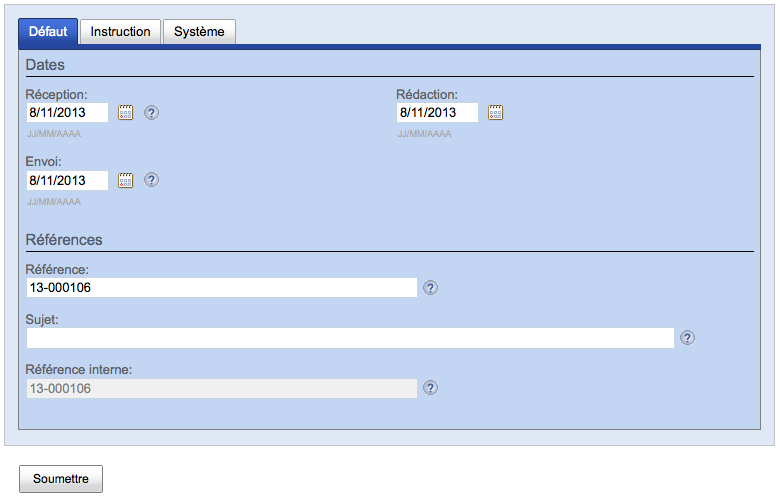 Défaut Instruction Système
Dates
Réception: Rédaction:
8/11/2013 ? 8/11/2013
JJ/MM/AAAA JJ/MM/AAAA
Envoi:
8/11/2013 ?
JJ/MM/AAAA
Références
Référence:
13-000106 ?
Sujet:
?
Référence interne:
13-000106 ?
Soumettre